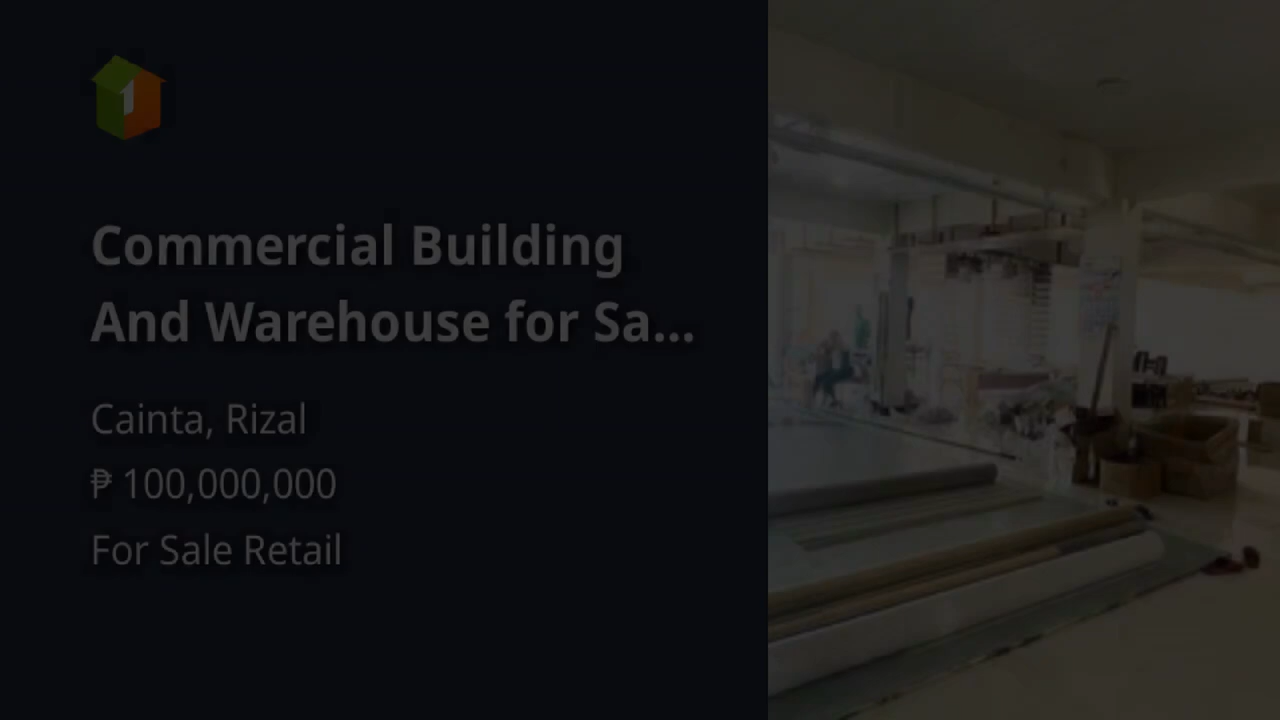 Commercial Building
And Warehouse for Sa...
Cainta, Rizal
₱ 100,000,000
For Sale Retail